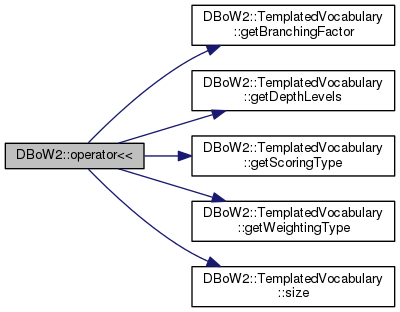 DBoW2::operator<<
DBoW2::TemplatedVocabulary
::getBranchingFactor
DBoW2::TemplatedVocabulary
::getDepthLevels
DBoW2::TemplatedVocabulary
::getScoringType
DBoW2::TemplatedVocabulary
::getWeightingType
DBoW2::TemplatedVocabulary
::size